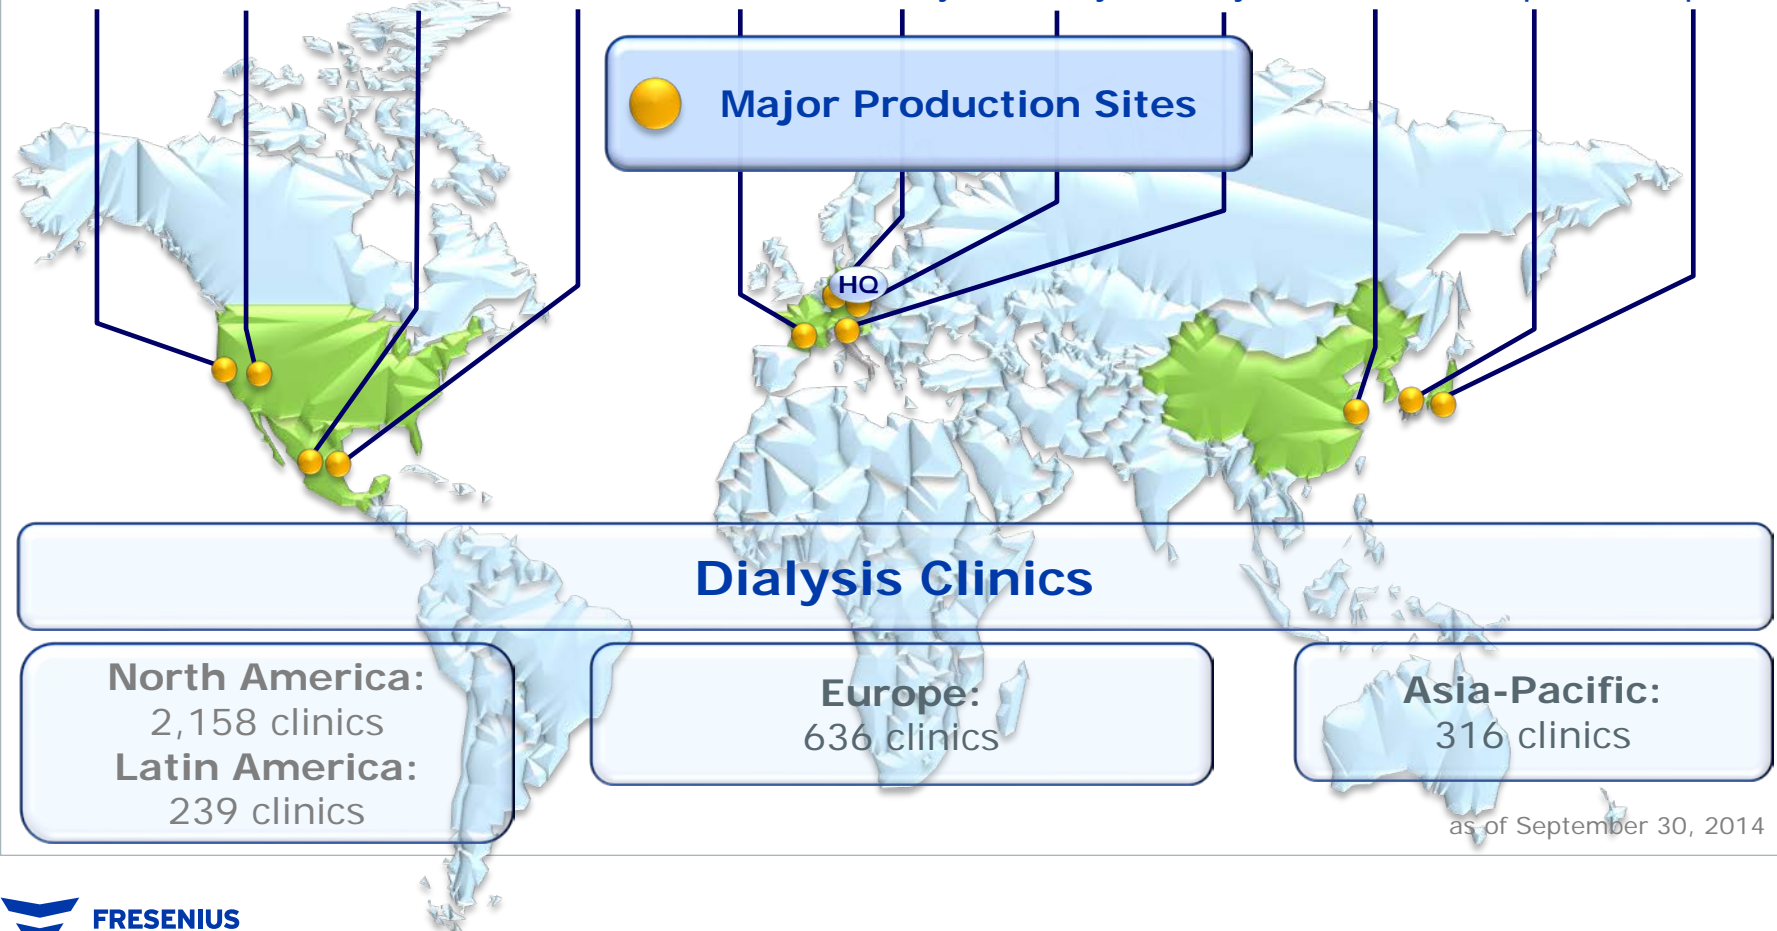 Major Production Sites
HQ
Dialysis Clinics
North America:
2,158 clinics
Latin America:
239 clinics
Europe:
636 clinics
Asia-Pacific:
316 clinics
as of September 30, 2014
FRESENIUS